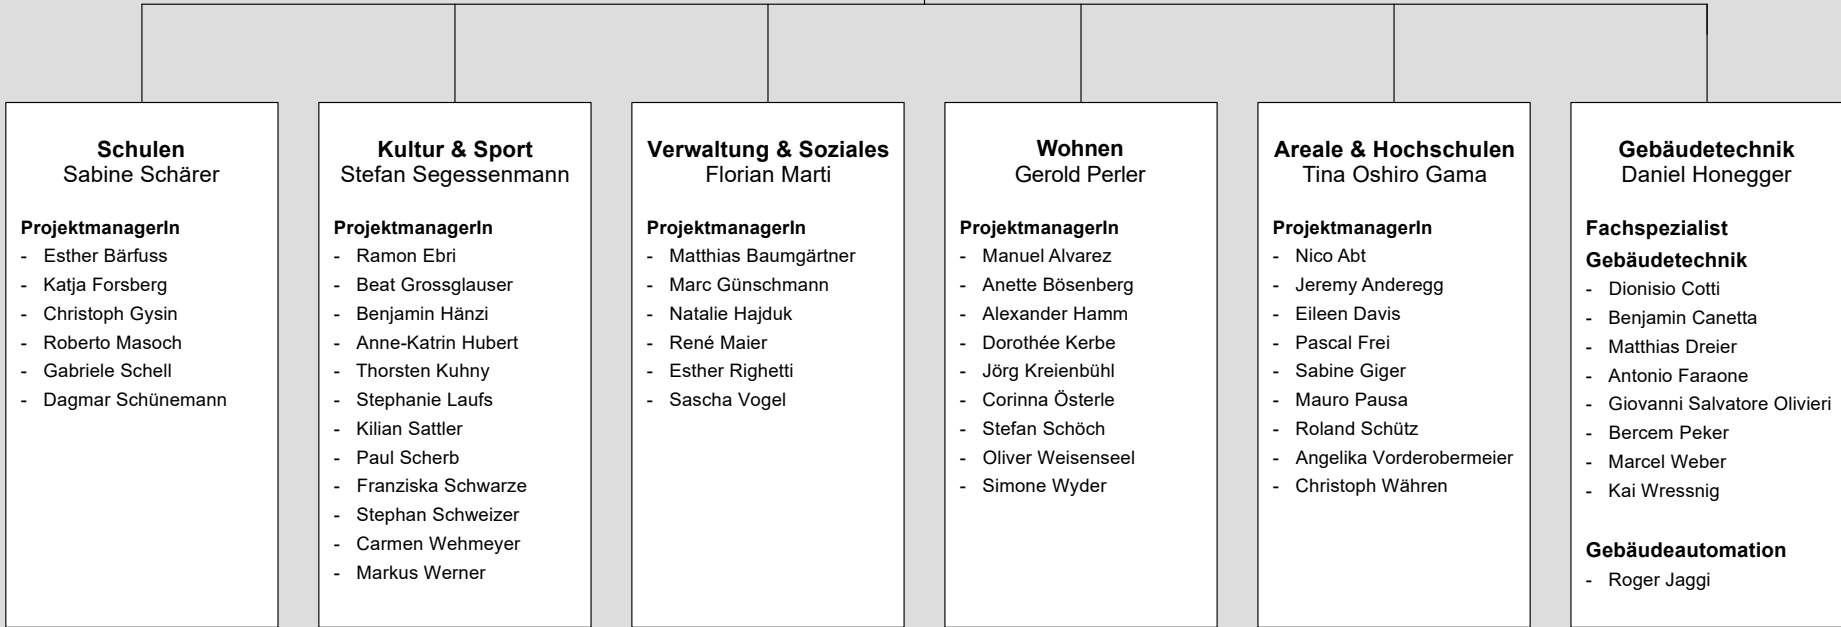 Schulen
Sabine Schärer
ProjektmanagerIn
- Esther Bärfuss
- Katja Forsberg
- Christoph Gysin
- Roberto Masoch
- Gabriele Schell
- Dagmar Schünemann
Kultur & Sport
Stefan Segessenmann
ProjektmanagerIn
- Ramon Ebri
- Beat Grossglauser
- Benjamin Hänzi
- Anne-Katrin Hubert
- Thorsten Kuhny
- Stephanie Laufs
- Kilian Sattler
- Paul Scherb
- Franziska Schwarze
- Stephan Schweizer
- Carmen Wehmeyer
- Markus Werner
Verwaltung & Soziales
Florian Marti
ProjektmanagerIn
- Matthias Baumgärtner
- Marc Günschmann
- Natalie Hajduk
- René Maier
- Esther Righetti
- Sascha Vogel
Wohnen
Gerold Perler
ProjektmanagerIn
- Manuel Alvarez
- Anette Bösenberg
- Alexander Hamm
- Dorothée Kerbe
- Jörg Kreienbühl
- Corinna Österle
- Stefan Schöch
- Oliver Weisenseel
- Simone Wyder
Areale & Hochschulen
Tina Oshiro Gama
ProjektmanagerIn
- Nico Abt
- Jeremy Anderegg
- Eileen Davis
- Pascal Frei
- Sabine Giger
- Mauro Pausa
- Roland Schütz
- Angelika Vorderobermeier
- Christoph Währen
Gebäudetechnik
Daniel Honegger
Fachspezialist
Gebäudetechnik
- Dionisio Cotti
- Benjamin Canetta
- Matthias Dreier
- Antonio Faraone
- Giovanni Salvatore Olivieri
- Bercem Peker
- Marcel Weber
- Kai Wressnig
Gebäudeautomation
- Roger Jaggi